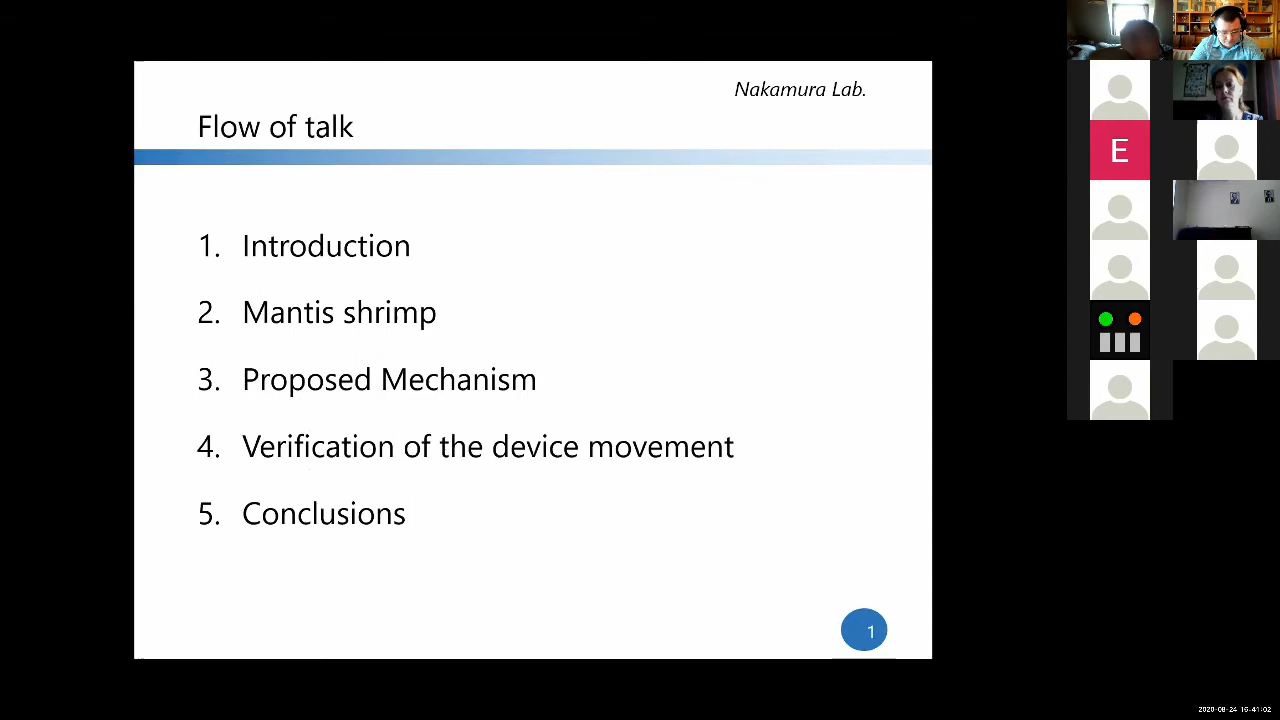 Nakamura Lab.
Flow of talk
1. Introduction
2. Mantis shrimp
3. Proposed Mechanism
4. Verification of the device movement
5. Conclusions
1
E
2020-08-24 16:41:02